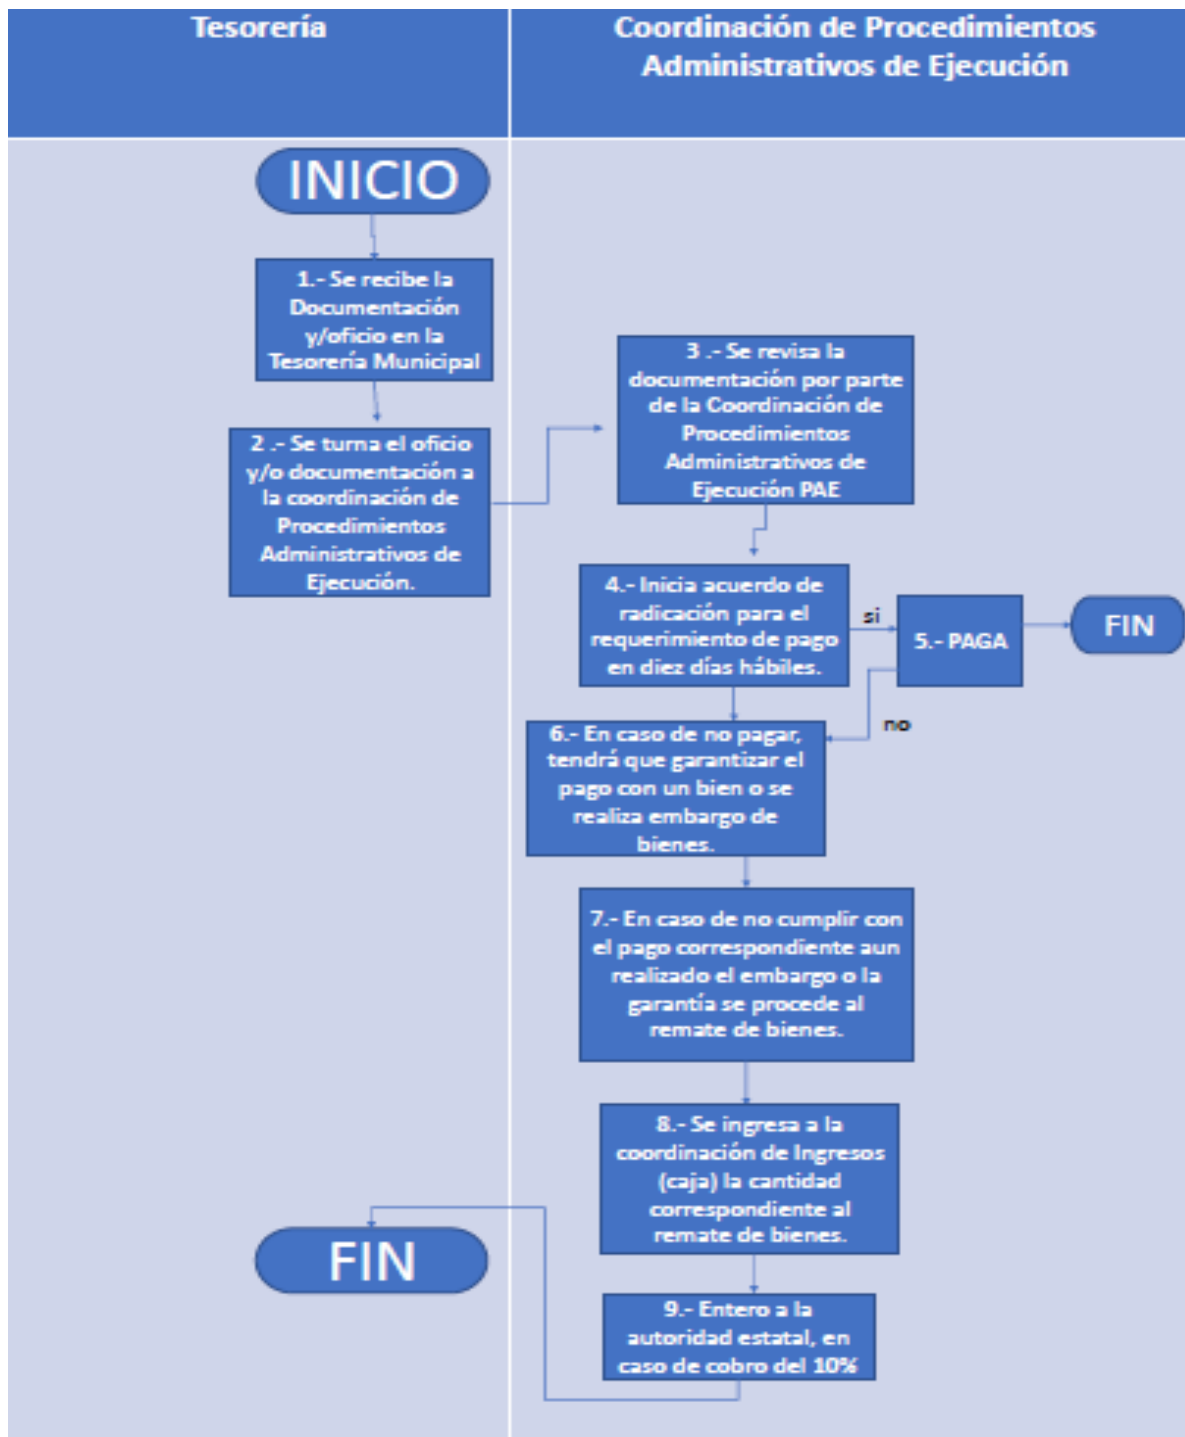 Tesorería
Coordinación de Procedimientos
Administrativos de Ejecución
INICIO
1.- Se recibe la
Documentación
y/oficio en la
Tesorería Municipal
2 .- Se turna el oficio
y/o documentación a
la coordinación de
Procedimientos
Administrativos de
Ejecución.
3 .- Se revisa la
documentación por parte
de la Coordinación de
Procedimientos
Administrativos de
Ejecución PAE
4.- Inicia acuerdo de
radicación para el
requerimiento de pago
en diez días hábiles.
si
5.- PAGA
FIN
no
6.- En caso de no pagar,
tendrá que garantizar el
pago con un bien o se
realiza embargo de
bienes.
7.- En caso de no cumplir con
el pago correspondiente aun
realizado el embargo o la
garantía se procede al
remate de bienes.
8.- Se ingresa a la
coordinación de Ingresos
(caja) la cantidad
correspondiente al
remate de bienes.
FIN
9.- Entero a la
autoridad estatal, en
caso de cobro del 10%